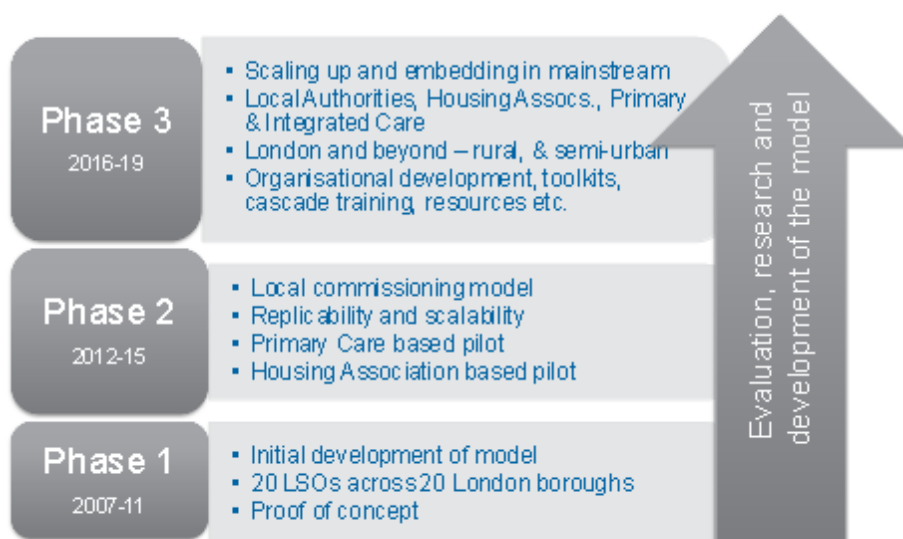 Phase 3
2016-19
▪ Scaling up and embedding in mainstream
▪ Local Authorities, Housing Assocs., Primary
& Integrated Care
▪ London and beyond – rural, & semi-urban
▪ Organisational development, toolkits,
cascade training, resources etc.
Phase 2
2012-15
▪ Local commissioning model
▪ Replicability and scalability
▪ Primary Care based pilot
▪ Housing Association based pilot
Phase 1
2007-11
▪ Initial development of model
▪ 20 LSOs across 20 London boroughs
▪ Proof of concept
Evaluation, research and
development of the model